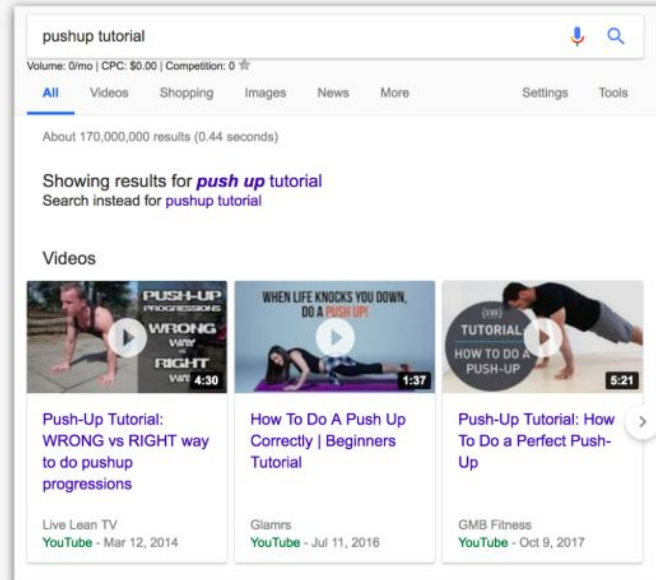 pushup tutorial
Volume: 0/mo | CPC: $0.00 | Competition: 0
All Videos Shopping Images News More Settings Tools
About 170,000,000 results (0.44 seconds)
Showing results for push up tutorial
Search instead for pushup tutorial
Videos
PUSH-UP
PROGRESSIONS
WRONG
WAY
RIGHT
WAY
4:30
WHEN LIFE KNOCKS YOU DOWN,
DO A PUSH UP!
1:37
TUTORIAL
HOW TO DO A
PUSH-UP
5:21
Push-Up Tutorial:
WRONG vs RIGHT way
to do pushup
progressions
Live Lean TV
YouTube - Mar 12, 2014
How To Do A Push Up
Correctly | Beginners
Tutorial
Glamrs
YouTube - Jul 11, 2016
Push-Up Tutorial: How
To Do a Perfect Push-
Up
GMB Fitness
YouTube - Oct 9, 2017